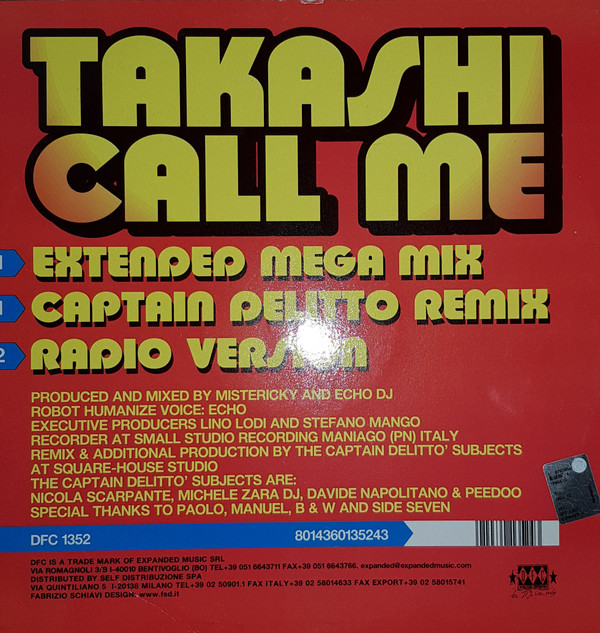 TAKASHI
CALL ME
EXTENDED MEGA MIX
CAPTAIN DELITTO REMIX
2 RADIO VERSION
PRODUCED AND MIXED BY MISTERICKY AND ECHO DJ
ROBOT HUMANIZE VOICE: ECHO
EXECUTIVE PRODUCERS LINO LODI AND STEFANO MANGO
RECORDER AT SMALL STUDIO RECORDING MANIAGO (PN) ITALY
REMIX & ADDITIONAL PRODUCTION BY THE CAPTAIN DELITTO' SUBJECTS
AT SQUARE-HOUSE STUDIO
THE CAPTAIN DELITTO' SUBJECTS ARE:
NICOLA SCARPANTE, MICHELE ZARA DJ, DAVIDE NAPOLITANO & PEEDOO
SPECIAL THANKS TO PAOLO, MANUEL, B & W AND SIDE SEVEN
DFC 1352 8014360135243
DFC IS A TRADE MARK OF EXPANDED MUSIC SRL
VIA ROMAGNOLI 3/B I-40010 BENTIVOGLIO (BO) TEL+39 051 6643711 FAX+39 051 6643766, expanded@expandedmusic.com
DISTRIBUTED BY SELF DISTRIBUZIONE SPA
VIA QUINTILIANO 5 I-20138 MILANO TEL+39 02 50901.1 FAX ITALY+39 02 58014633 FAX EXPORT+39 02 58015741
FABRIZIO SCHIAVI DESIGN: www.fsd.it